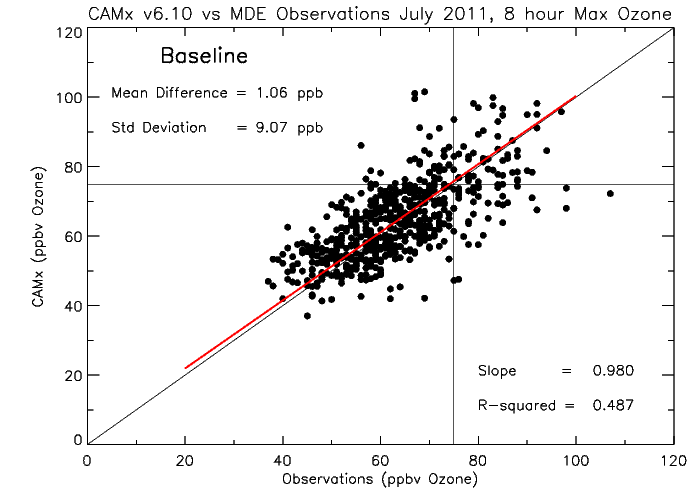 CAMx v6.10 vs MDE Observations July 2011, 8 hour Max Ozone
Baseline
Mean Difference = 1.06 ppb
Std Deviation = 9.07 ppb
Slope = 0.980
R-squared = 0.487
CAMx (ppbv Ozone)
120
100
80
60
40
20
0
0 20 40 60 80 100 120
Observations (ppbv Ozone)